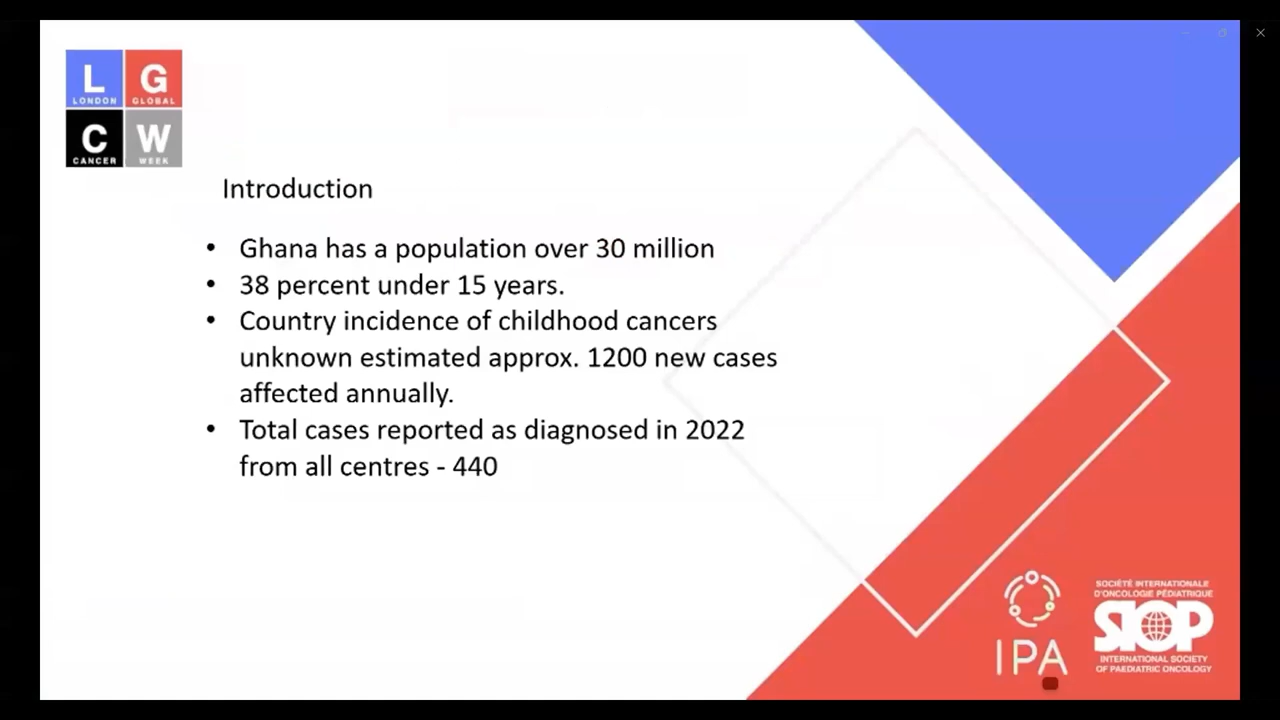 L G
LONDON GLOBAL
C W
CANCER WEEK
Introduction
• Ghana has a population over 30 million
• 38 percent under 15 years.
• Country incidence of childhood cancers
unknown estimated approx. 1200 new cases
affected annually.
• Total cases reported as diagnosed in 2022
from all centres - 440
IPA
SOCIÉTÉ INTERNATIONALE
D'ONCOLOGIE PÉDIATRIQUE
SIOP
INTERNATIONAL SOCIETY
OF PAEDIATRIC ONCOLOGY